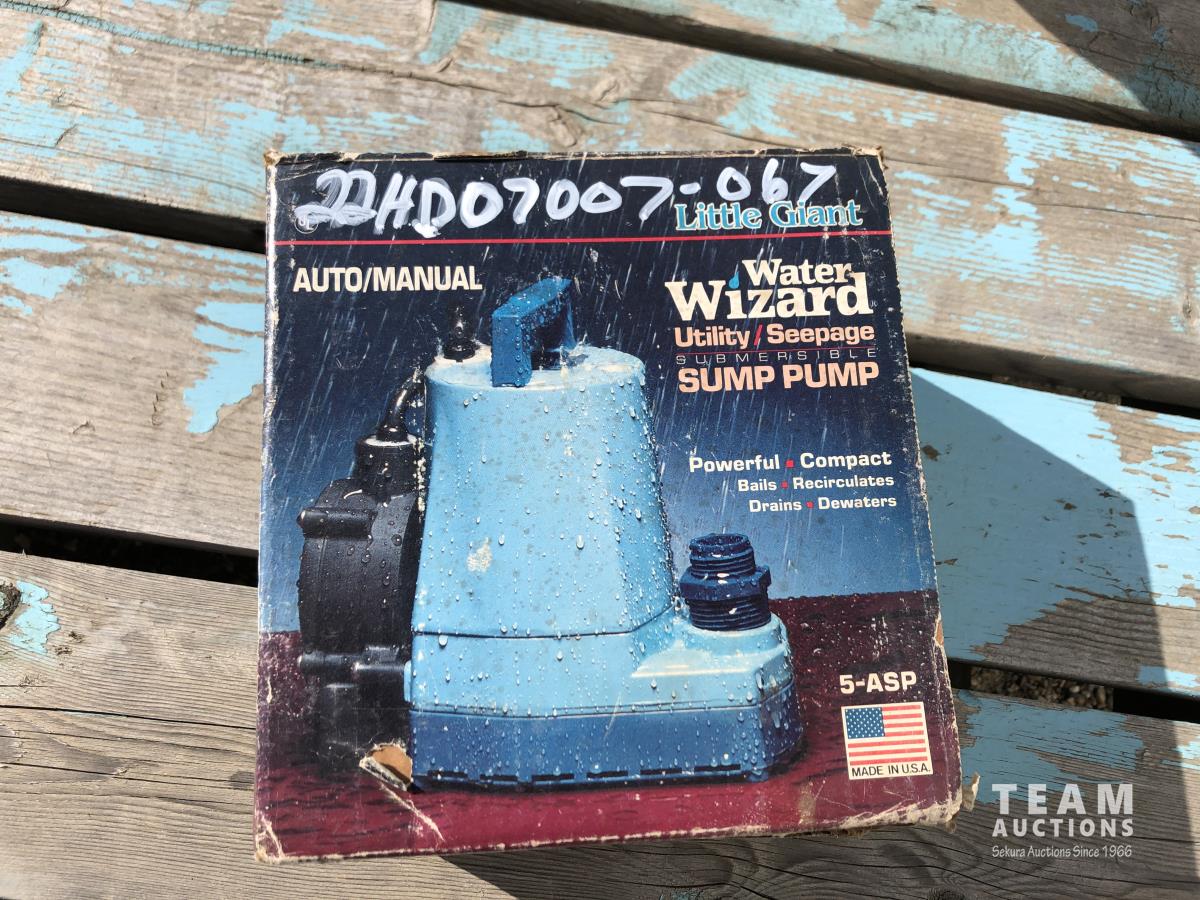 22HD07007-067
Little Giant
AUTO/MANUAL
Water
Wizard
Utility/Seepage
SUBMERSIBLE
SUMP PUMP
Powerful ▪ Compact
Bails ▪ Recirculates
Drains ▪ Dewaters
5-ASP
MADE IN U.S.A.
TEAM
AUCTIONS
Sekura Auctions Since 1966